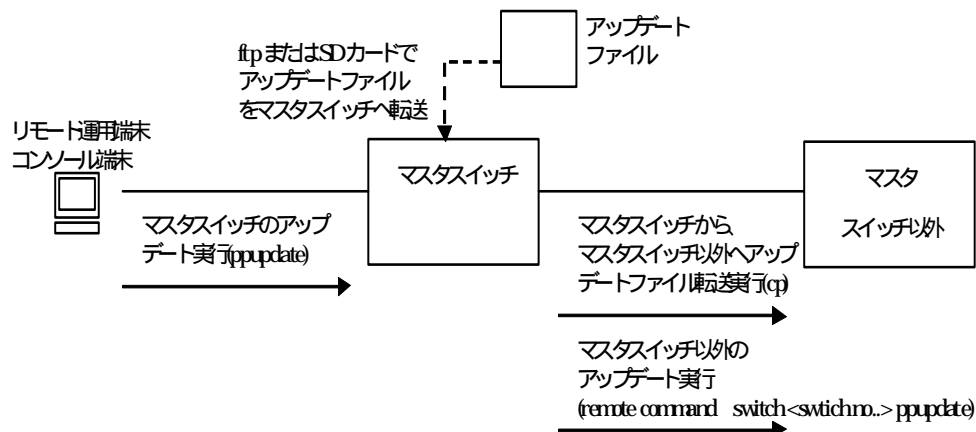 アップデート
ファイル
ftpまたはSDカードで
アップデートファイル
をマスタスイッチへ転送
リモート運用端末
コンソール端末
マスタスイッチ
マスタ
スイッチ以外
マスタスイッチのアップ
デート実行(ppupdate)
マスタスイッチから、
マスタスイッチ以外へアップ
デートファイル転送実行(cp)
マスタスイッチ以外の
アップデート実行
(remote command switch <swtich no..> ppupdate)